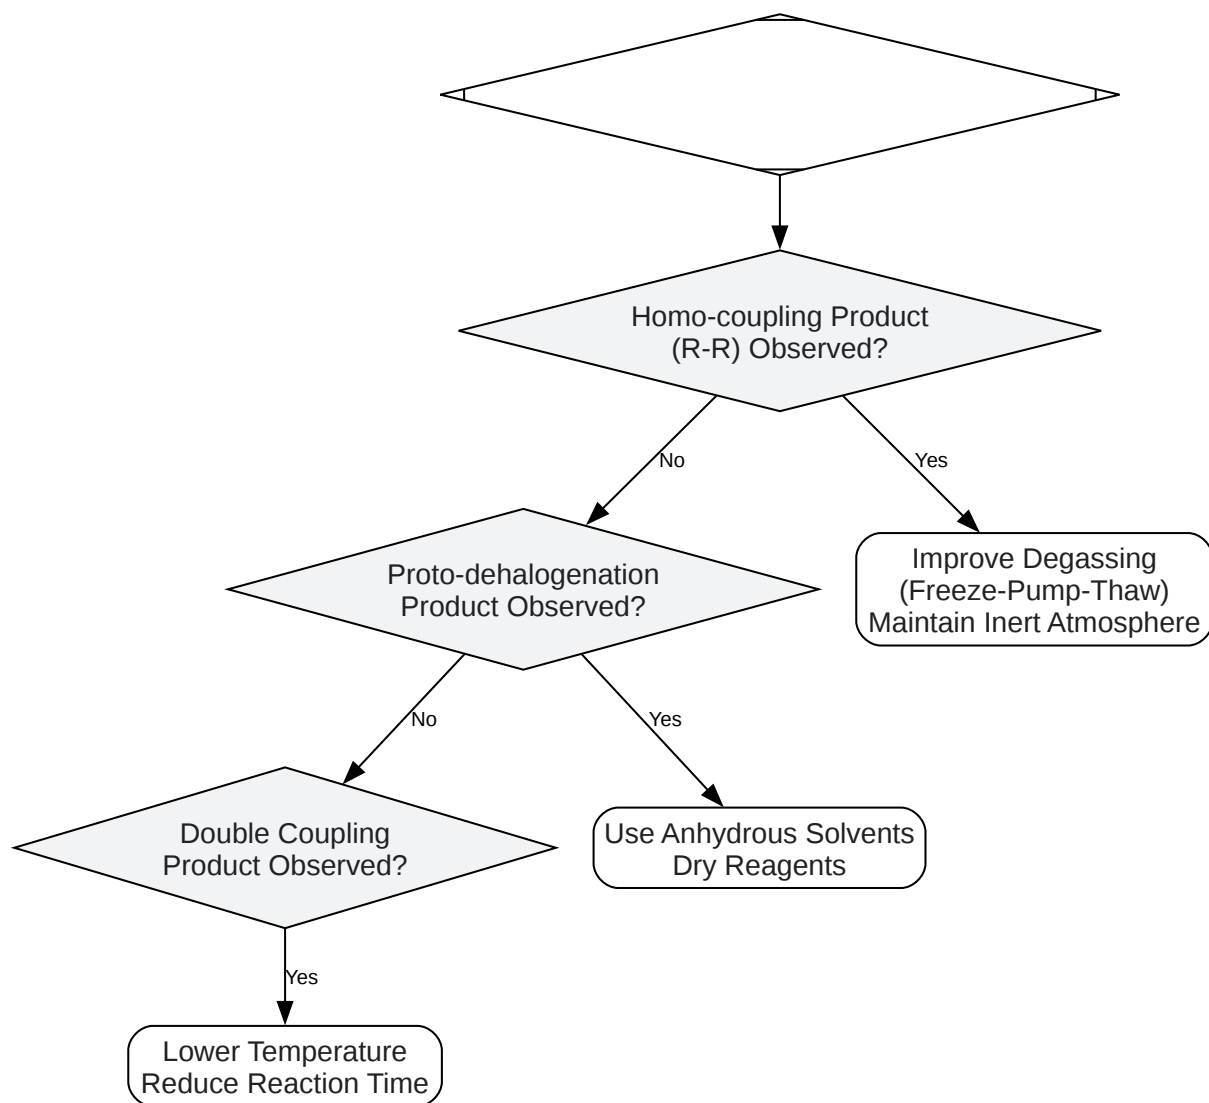 Homo-coupling Product
(R-R) Observed?
No
Yes
Proto-dehalogenation
Product Observed?
Improve Degassing
(Freeze-Pump-Thaw)
Maintain Inert Atmosphere
No
Yes
Double Coupling
Product Observed?
Use Anhydrous Solvents
Dry Reagents
Yes
Lower Temperature
Reduce Reaction Time